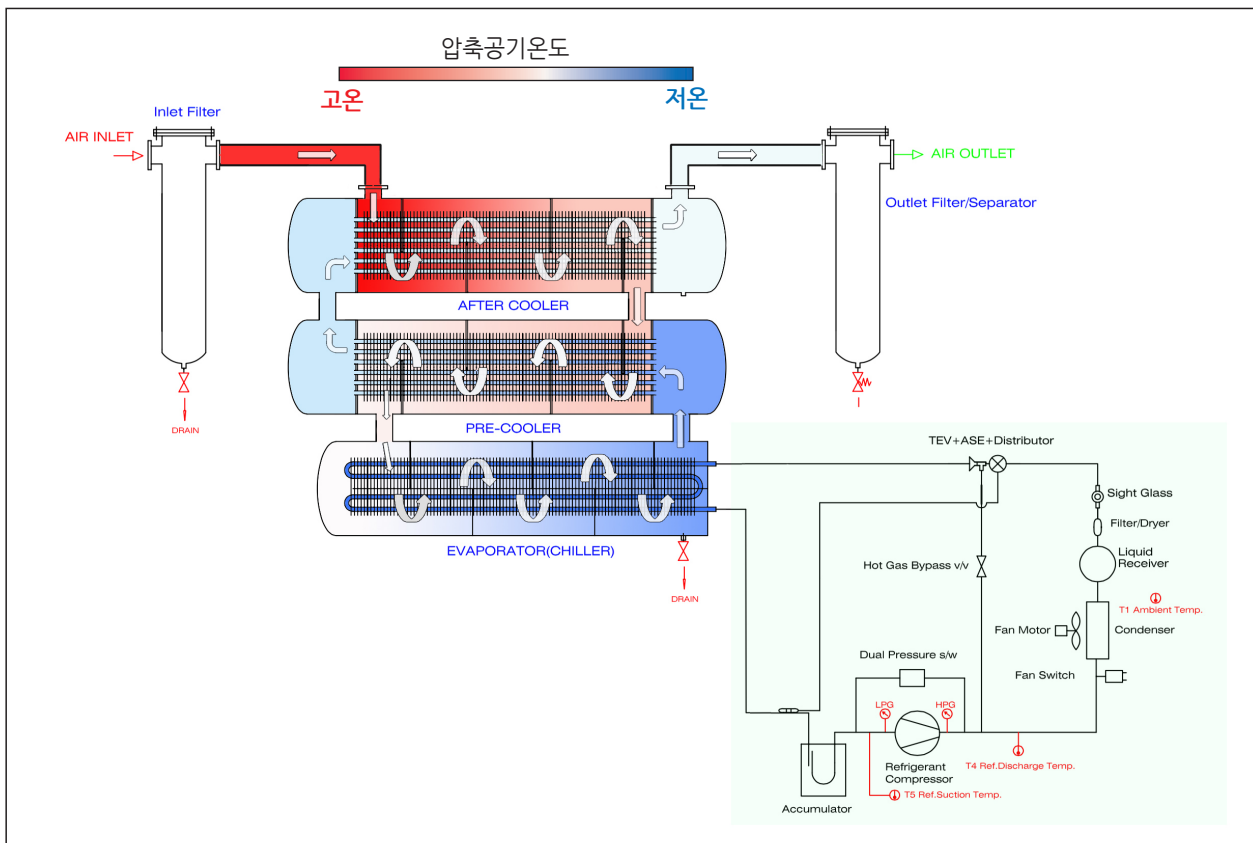 압축공기온도
고온
저온
Inlet Filter
AIR INLET
AIR OUTLET
Outlet Filter/Separator
DRAIN
AFTER COOLER
PRE-COOLER
EVAPORATOR(CHILLER)
DRAIN
TEV+ASE+Distributor
Sight Glass
Filter/Dryer
Liquid
Receiver
Hot Gas Bypass v/v
T1 Ambient Temp.
Fan Motor
Condenser
Dual Pressure s/w
Fan Switch
LPG
HPG
Refrigerant
Compressor
T4 Ref.Discharge Temp.
T5 Ref.Suction Temp.
Accumulator